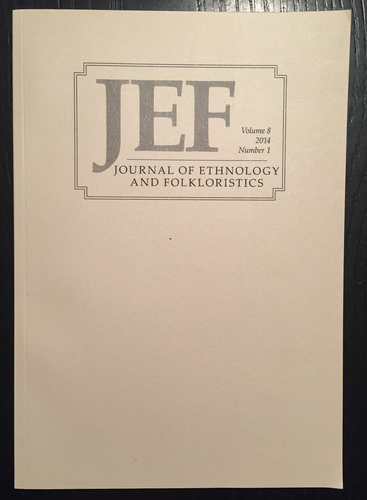 JEF
Volume 8
2014
Number 1
JOURNAL OF ETHNOLOGY
AND FOLKLORISTICS